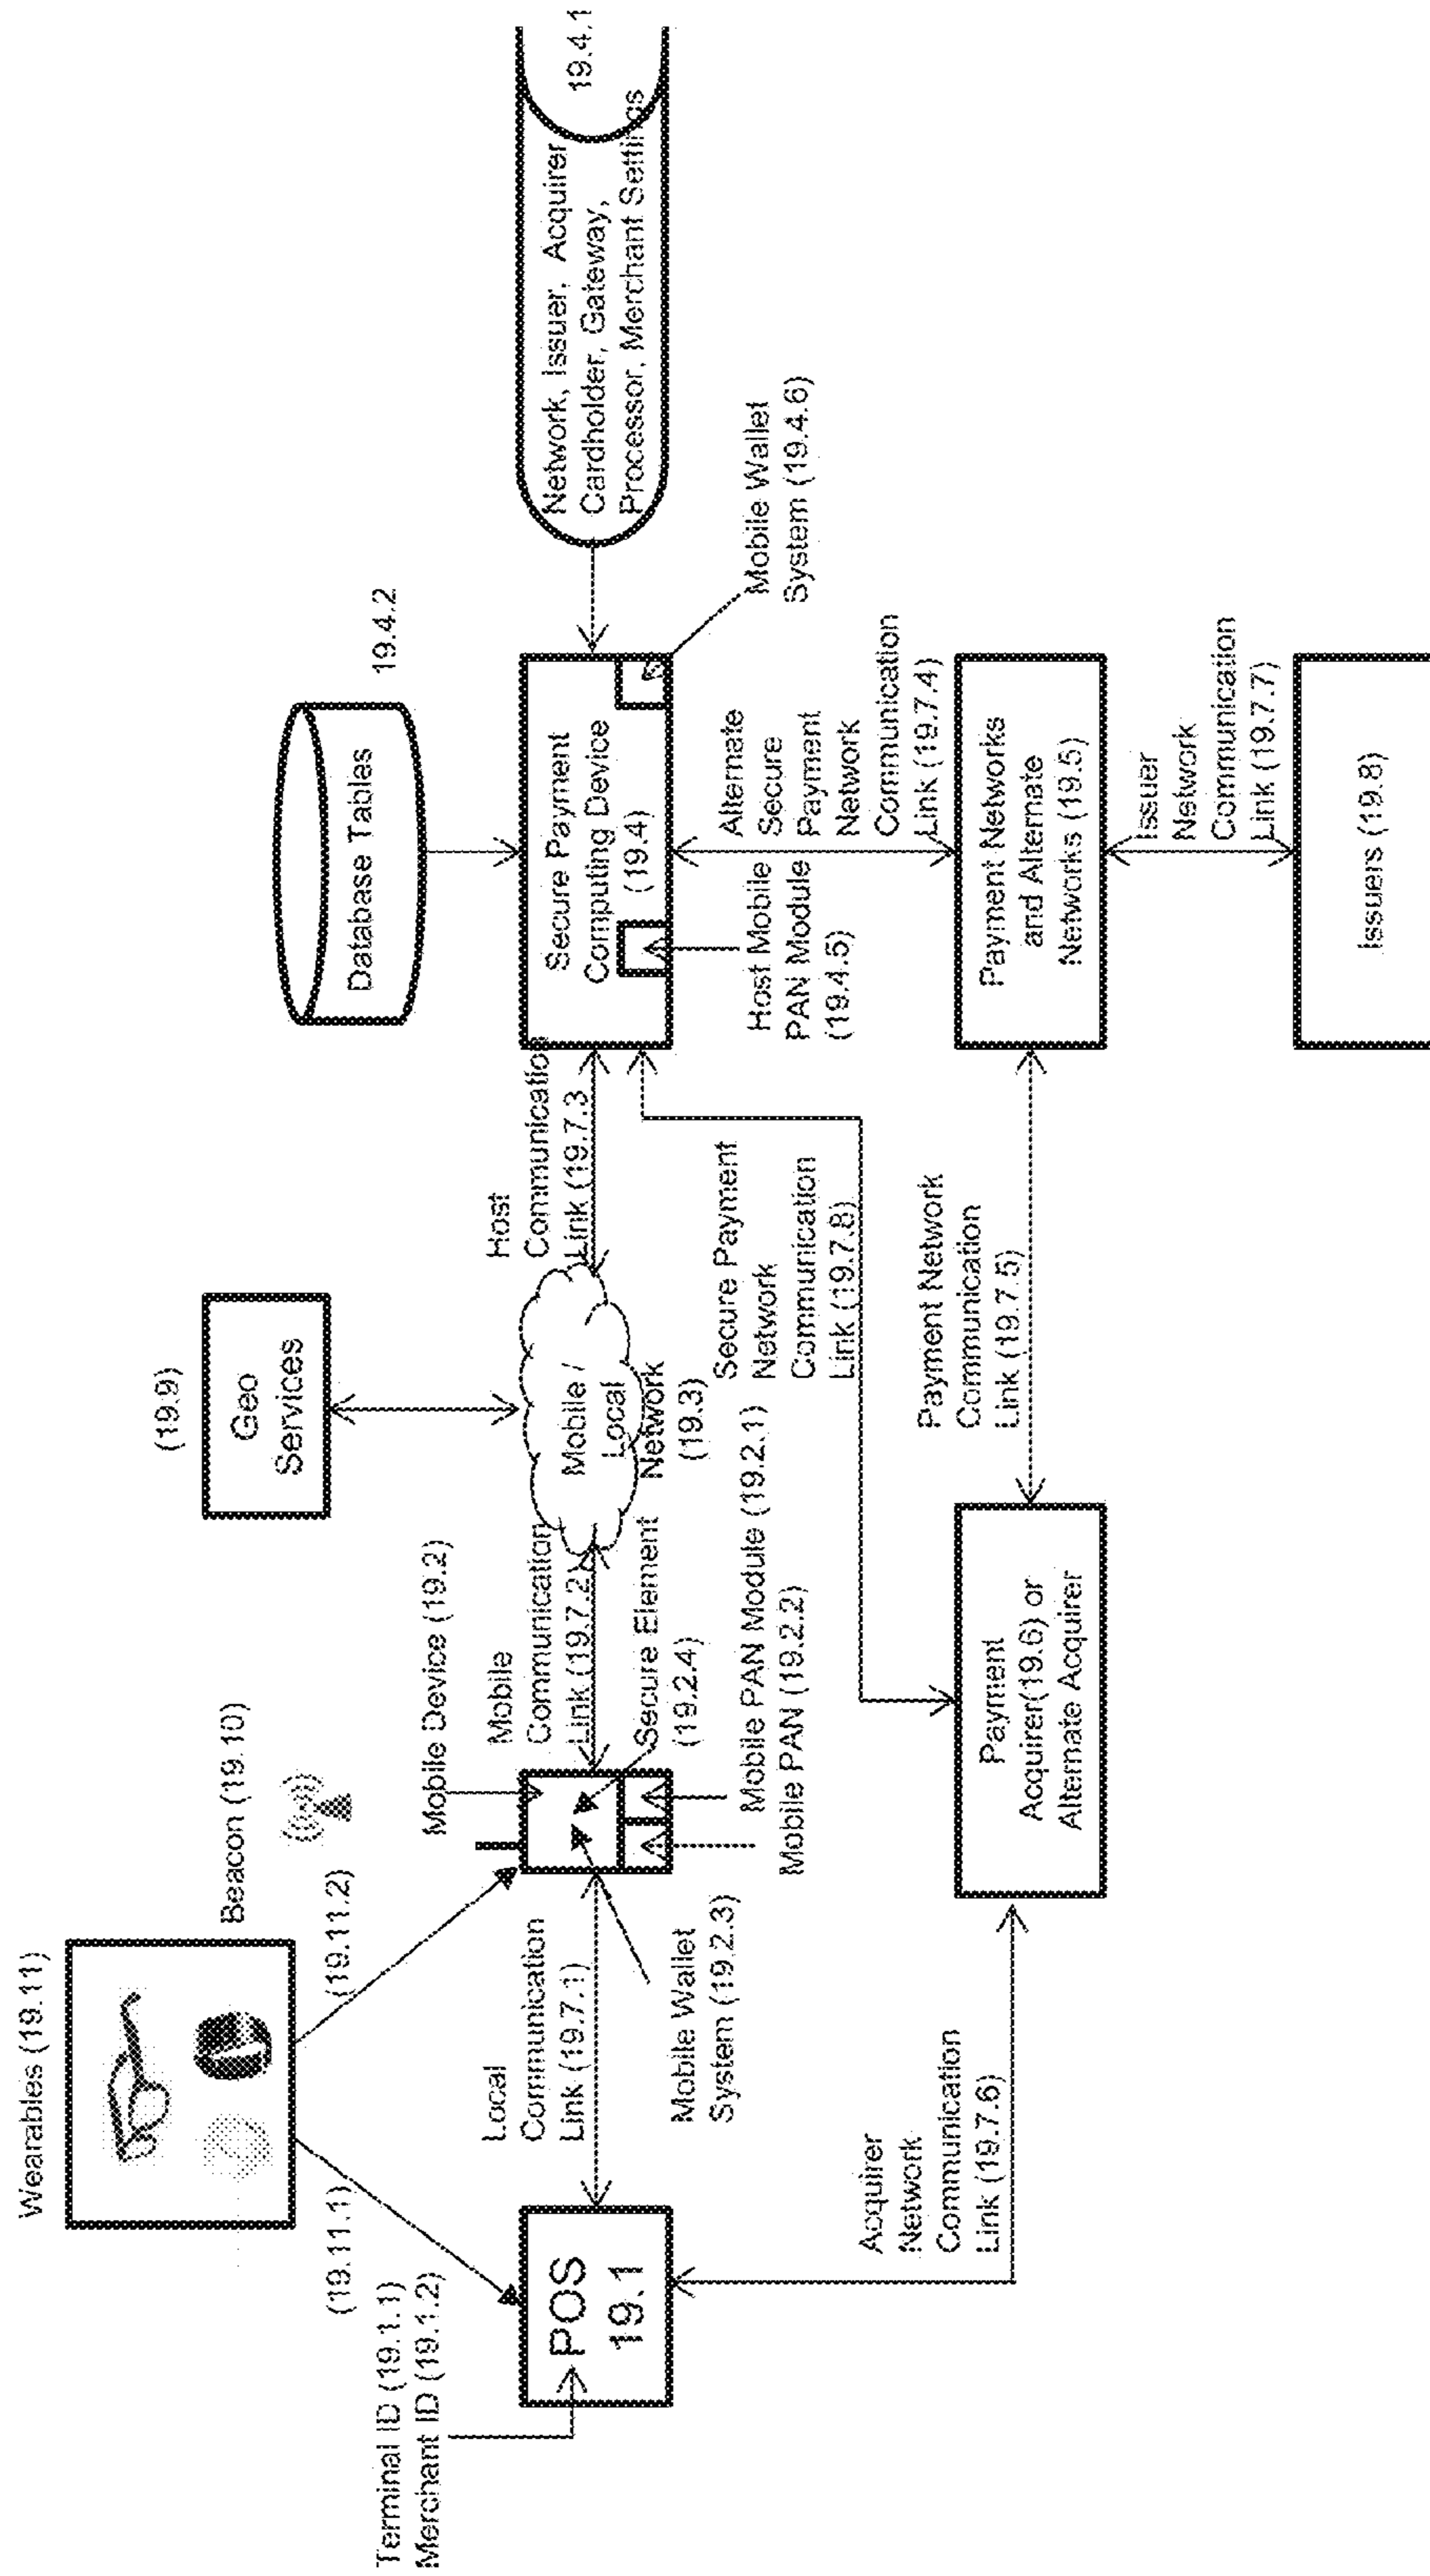 Wearables (19.11)
Beacon (19.10)
(19.11.1)
(19.11.2)
Terminal ID (19.1.1)
Merchant ID (19.1.2)
POS
19.1
Local
Communication
Link (19.7.1)
Mobile Device (19.2)
Mobile
Communication
Link (19.7.2)
Secure Element
(19.2.4)
Mobile PAN Module (19.2.1)
Mobile PAN (19.2.2)
Mobile Wallet
System (19.2.3)
(19.9)
Geo
Services
Mobile /
Local
Network
(19.3)
Host
Communication
Link (19.7.3
Database Tables
19.4.2
Secure Payment
Computing Device
(19.4)
Network, Issuer, Acquirer
Cardholder, Gateway,
Processor, Merchant Settings
19.4.1
Mobile Wallet
System (19.4.6)
Host Mobile
PAN Module
(19.4.5)
Alternate
Secure
Payment
Network
Communication
Link (19.7.4)
Secure Payment
Network
Communication
Link (19.7.8)
Acquirer
Network
Communication
Link (19.7.6)
Payment
Acquirer(19.6) or
Alternate Acquirer
Payment Network
Communication
Link (19.7.5)
Payment Networks
and Alternate
Networks (19.5)
Issuer
Network
Communication
Link (19.7.7)
Issuers (19.8)